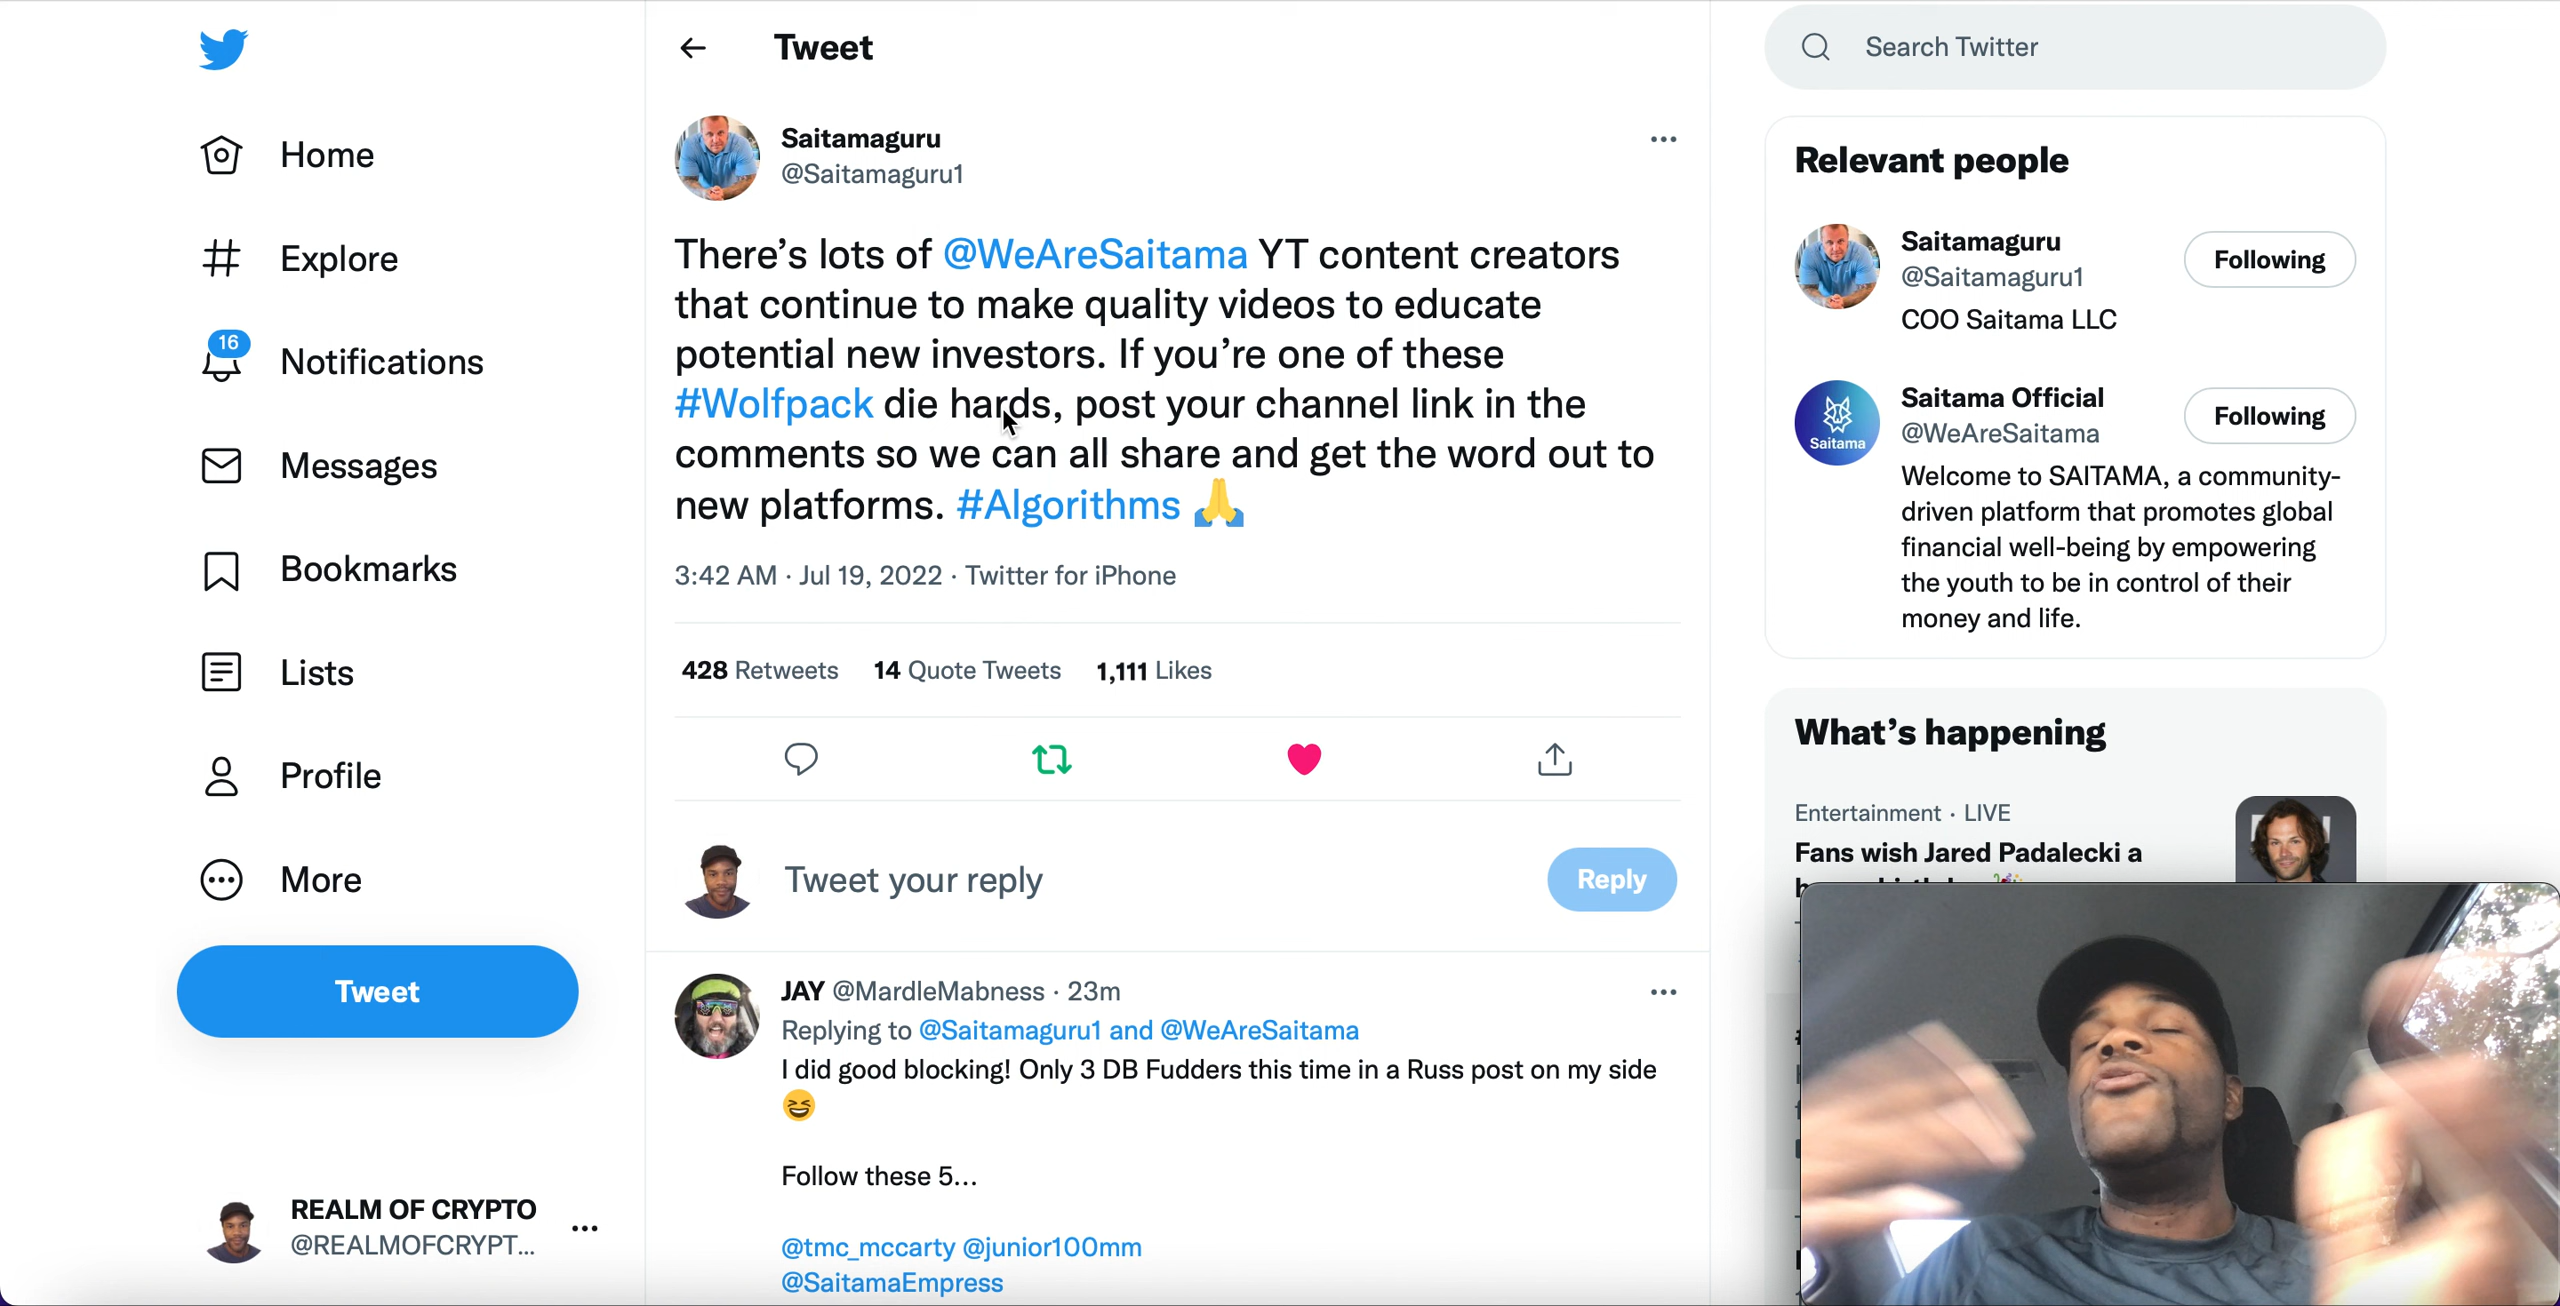 Home
Explore
16
Notifications
Messages
Bookmarks
Lists
Profile
More
Tweet
REALM OF CRYPTO
@REALMOFCRYPT...
Tweet
Saitamaguru
@Saitamaguru1
There's lots of @WeAreSaitama YT content creators
that continue to make quality videos to educate
potential new investors. If you're one of these
#Wolfpack die hards, post your channel link in the
comments so we can all share and get the word out to
new platforms. #Algorithms 🙏
3:42 AM · Jul 19, 2022 · Twitter for iPhone
428 Retweets 14 Quote Tweets 1,111 Likes
Tweet your reply
Reply
JAY @MardleMabness · 23m
Replying to @Saitamaguru1 and @WeAreSaitama
I did good blocking! Only 3 DB Fudders this time in a Russ post on my side
😆
Follow these 5...
@tmc_mccarty @junior100mm
@SaitamaEmpress
Search Twitter
Relevant people
Saitamaguru
@Saitamaguru1
Following
COO Saitama LLC
Saitama
Saitama Official
@WeAreSaitama
Following
Welcome to SAITAMA, a community-
driven platform that promotes global
financial well-being by empowering
the youth to be in control of their
money and life.
What's happening
Entertainment · LIVE
Fans wish Jared Padalecki a